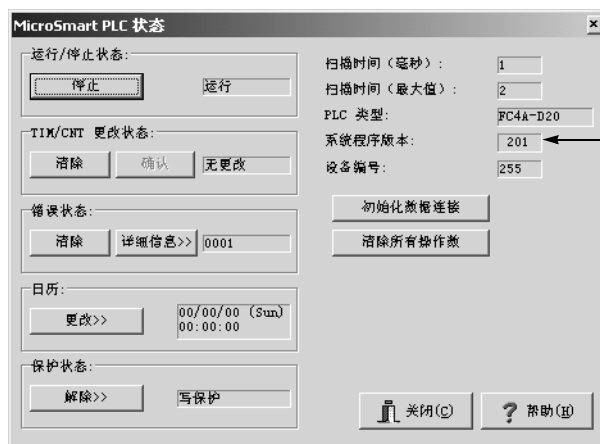 MicroSmart PLC 状态
运行/停止状态:
停止 运行
TIM/CNT 更改状态:
清除 确认 无更改
错误状态:
清除 详细信息>> 0001
日历:
更改>> 00/00/00 (Sun)
00:00:00
保护状态:
解除>> 写保护
扫描时间(毫秒): 1
扫描时间(最大值): 2
PLC 类型: FC4A-D20
系统程序版本: 201
设备编号: 255
初始化数据连接
清除所有操作数
关闭(C) 帮助(H)